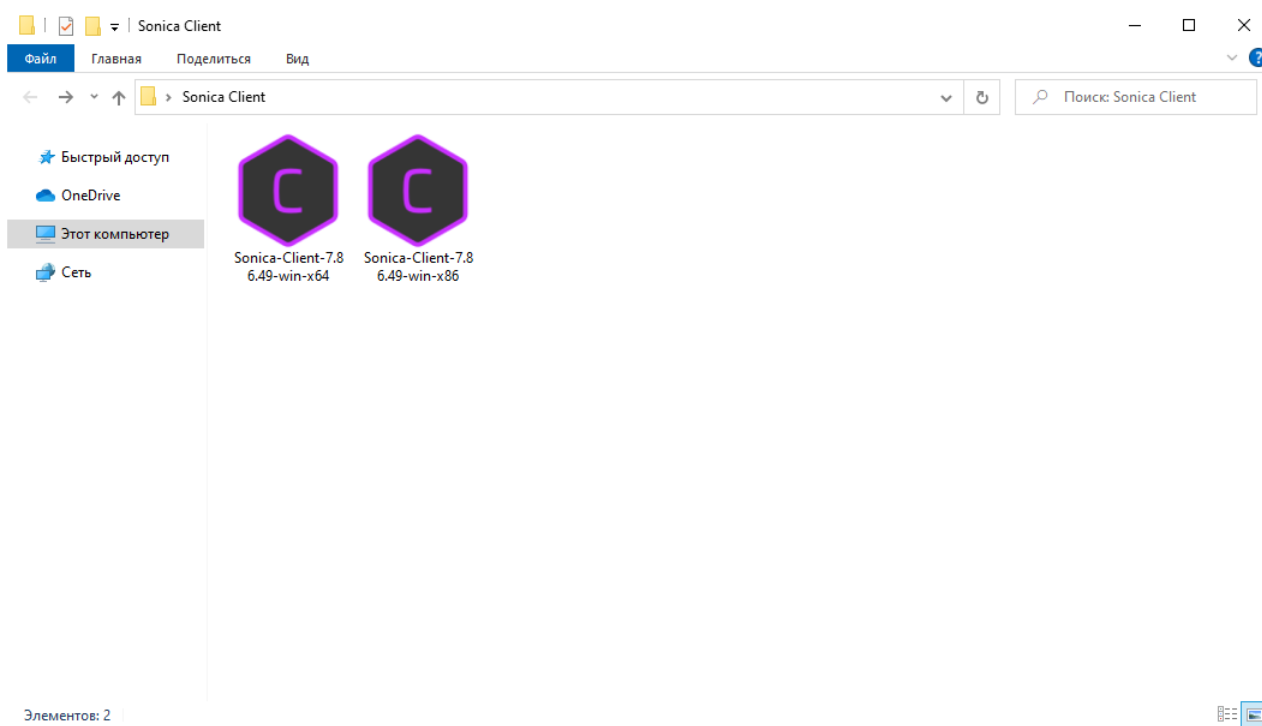 Sonica Client
Файл Главная Поделиться Вид
Sonica Client
Поиск: Sonica Client
Быстрый доступ
OneDrive
Этот компьютер
Сеть
C
C
Sonica-Client-7.8
6.49-win-x64
Sonica-Client-7.8
6.49-win-x86
Элементов: 2